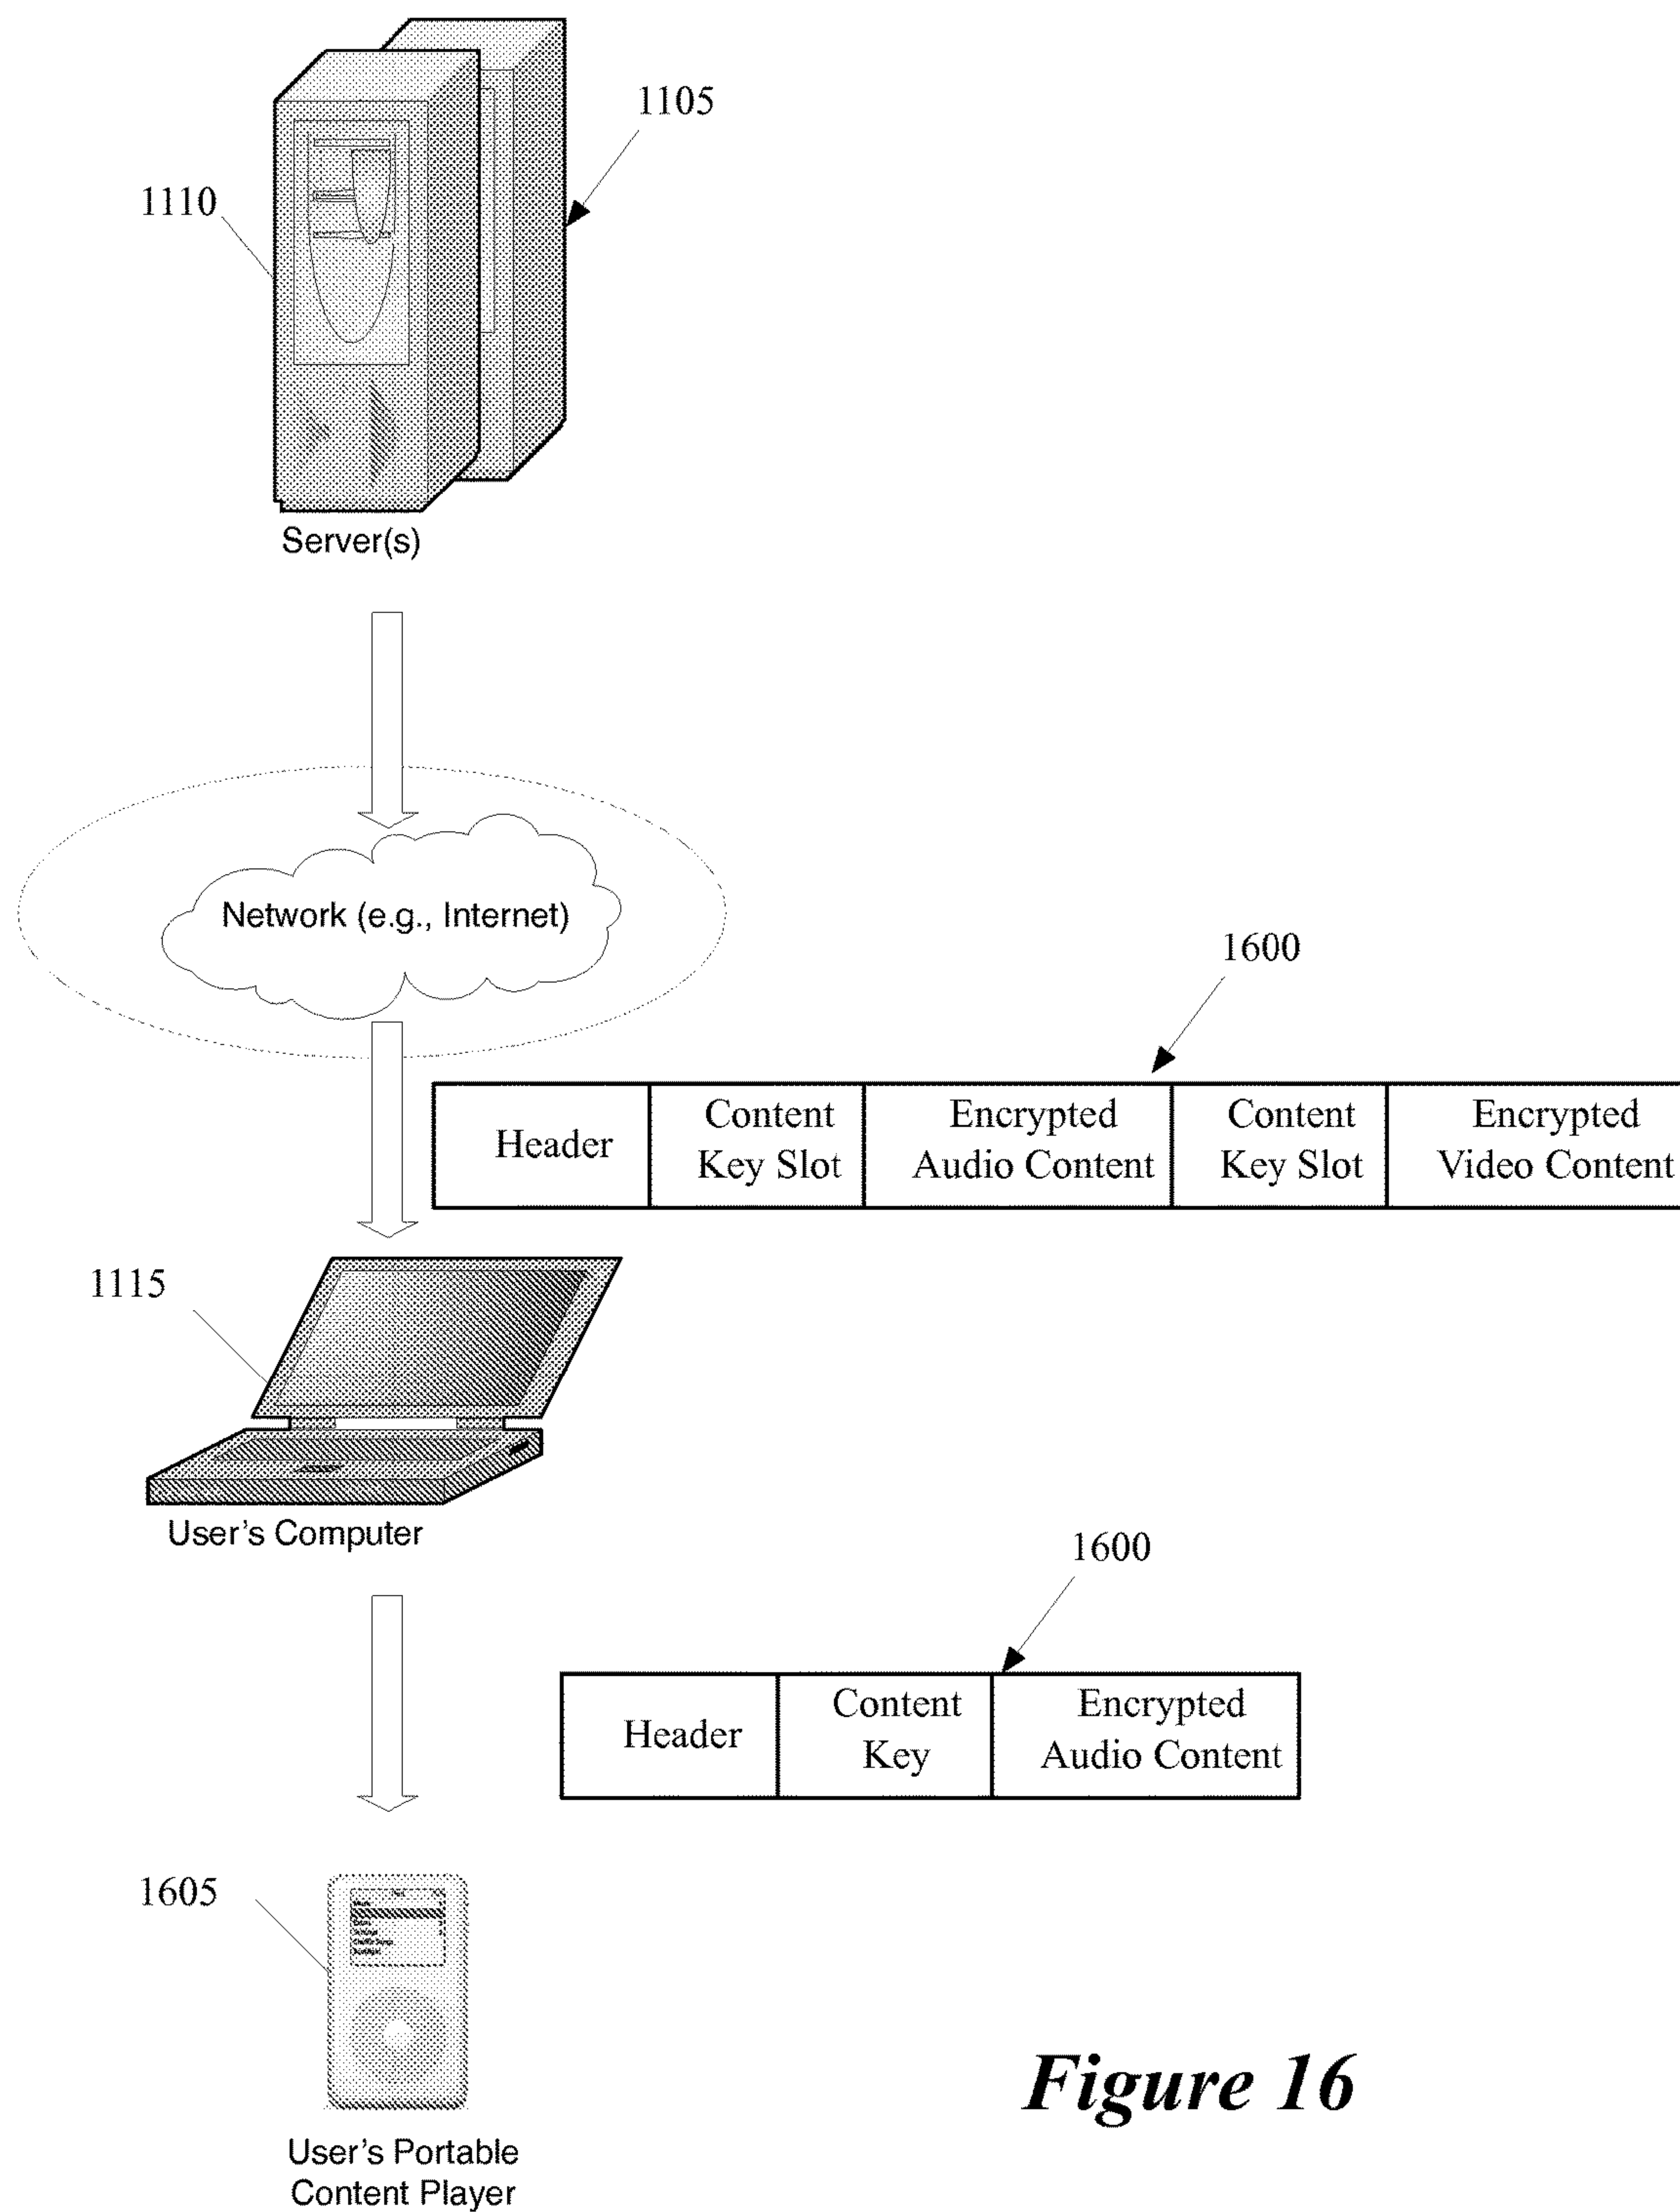 1105
1110
Server(s)
Network (e.g., Internet)
1600
Header
Content
Key Slot
Encrypted
Audio Content
Content
Key Slot
Encrypted
Video Content
1115
User's Computer
1600
Header
Content
Key
Encrypted
Audio Content
1605
User's Portable
Content Player
Figure 16